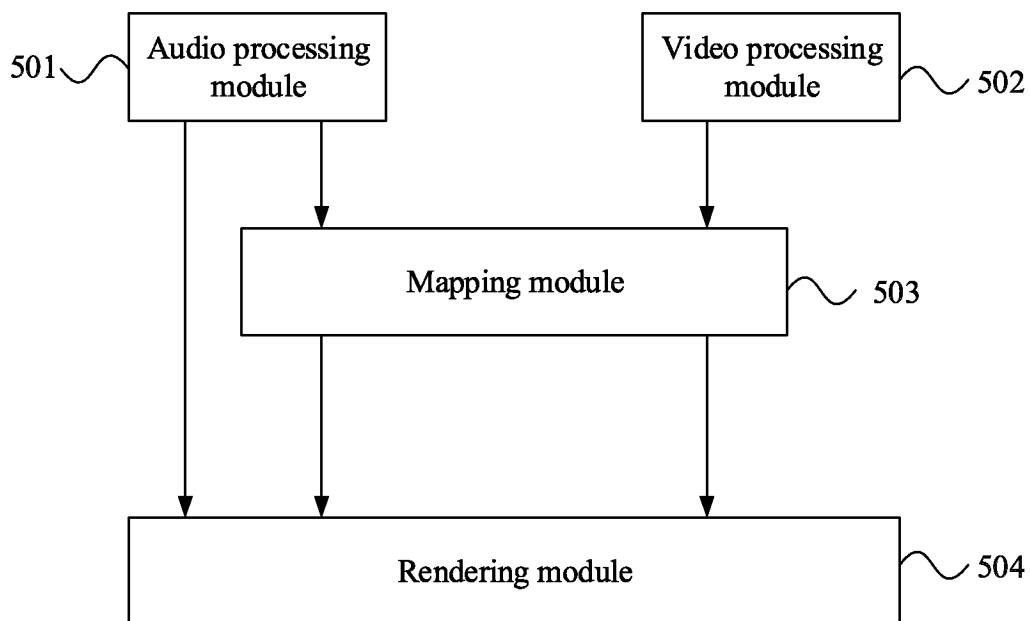 501
Audio processing
module
Video processing
module
502
Mapping module
503
Rendering module
504